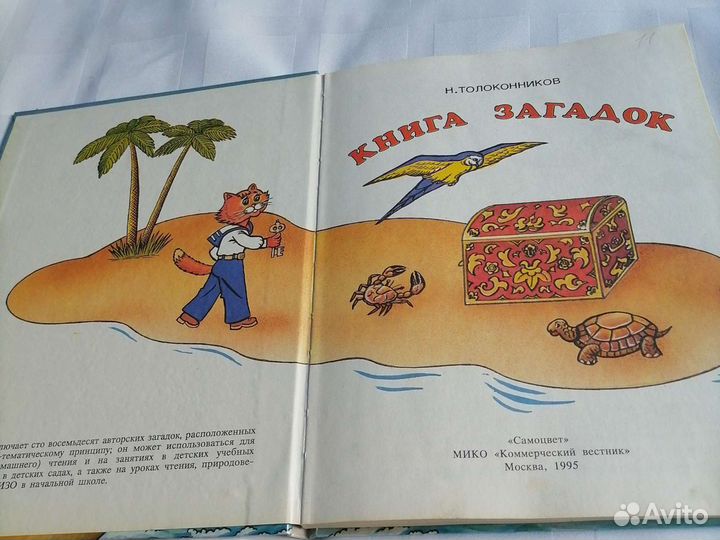 Н. ТОЛОКОННИКОВ
КНИГА ЗАГАДОК
лючает сто восемьдесят авторских загадок, расположенных
-тематическому принципу; он может использоваться для
машнего) чтения и на занятиях в детских учебных
в детских садах, а также на уроках чтения, природове-
ИЗО в начальной школе.
«Самоцвет»
МИКО «Коммерческий вестник»
Москва, 1995
Avito